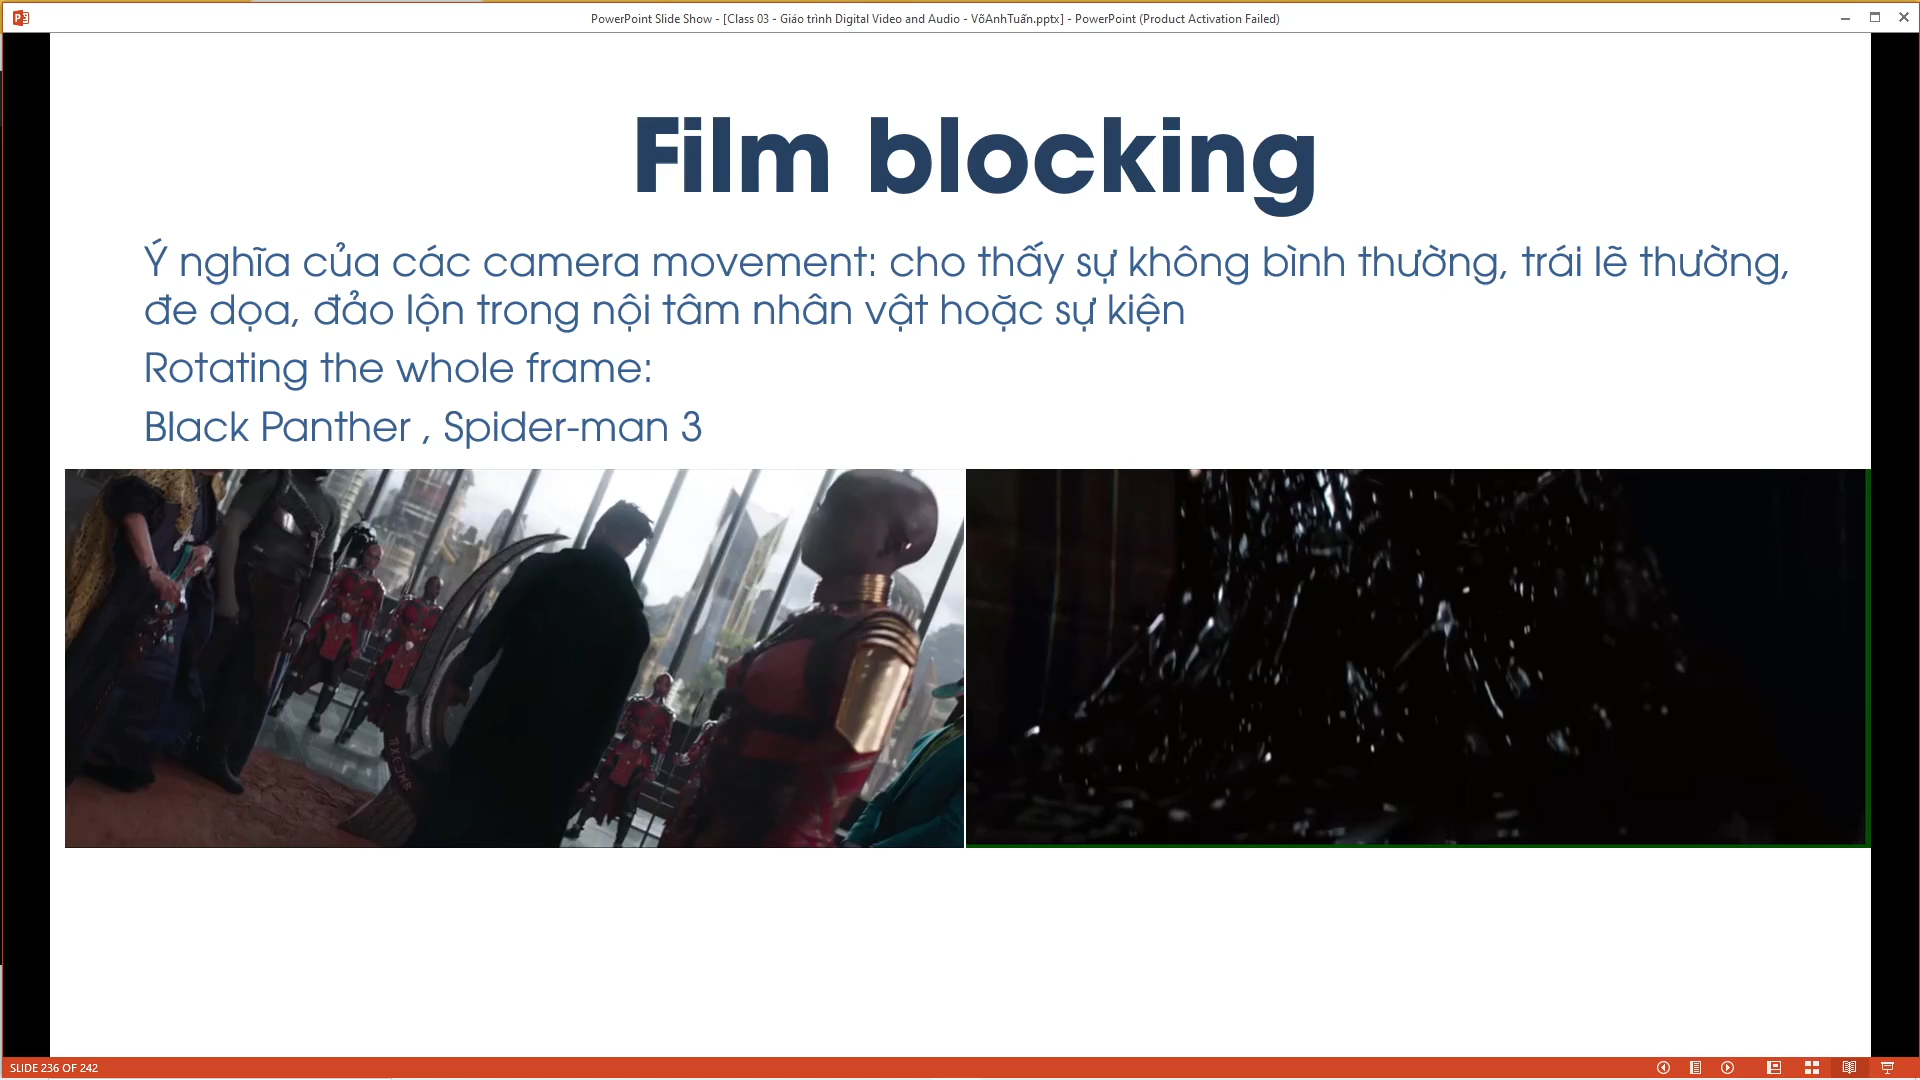 PowerPoint Slide Show - [Class 03 - Giáo trình Digital Video and Audio - VõAnhTuấn.pptx] - PowerPoint (Product Activation Failed)
Film blocking
Ý nghĩa của các camera movement: cho thấy sự không bình thường, trái lẽ thường,
đe dọa, đảo lộn trong nội tâm nhân vật hoặc sự kiện
Rotating the whole frame:
Black Panther , Spider-man 3
SLIDE 236 OF 242